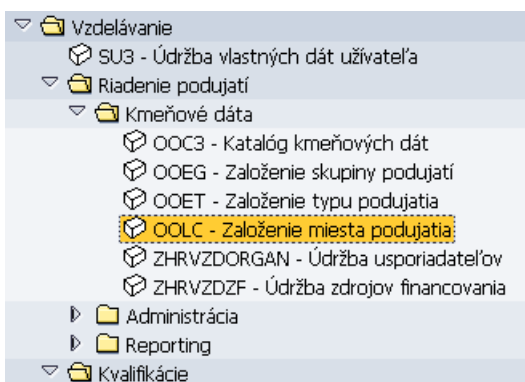 Vzdelávanie
SU3 - Údržba vlastných dát užívateľa
Riadenie podujatí
Kmeňové dáta
OOC3 - Katalóg kmeňových dát
OOEG - Založenie skupiny podujatí
OOET - Založenie typu podujatia
OOLC - Založenie miesta podujatia
ZHRVZDORGAN - Údržba usporiadateľov
ZHRVZDZF - Údržba zdrojov financovania
Administrácia
Reporting
Kvalifikácie